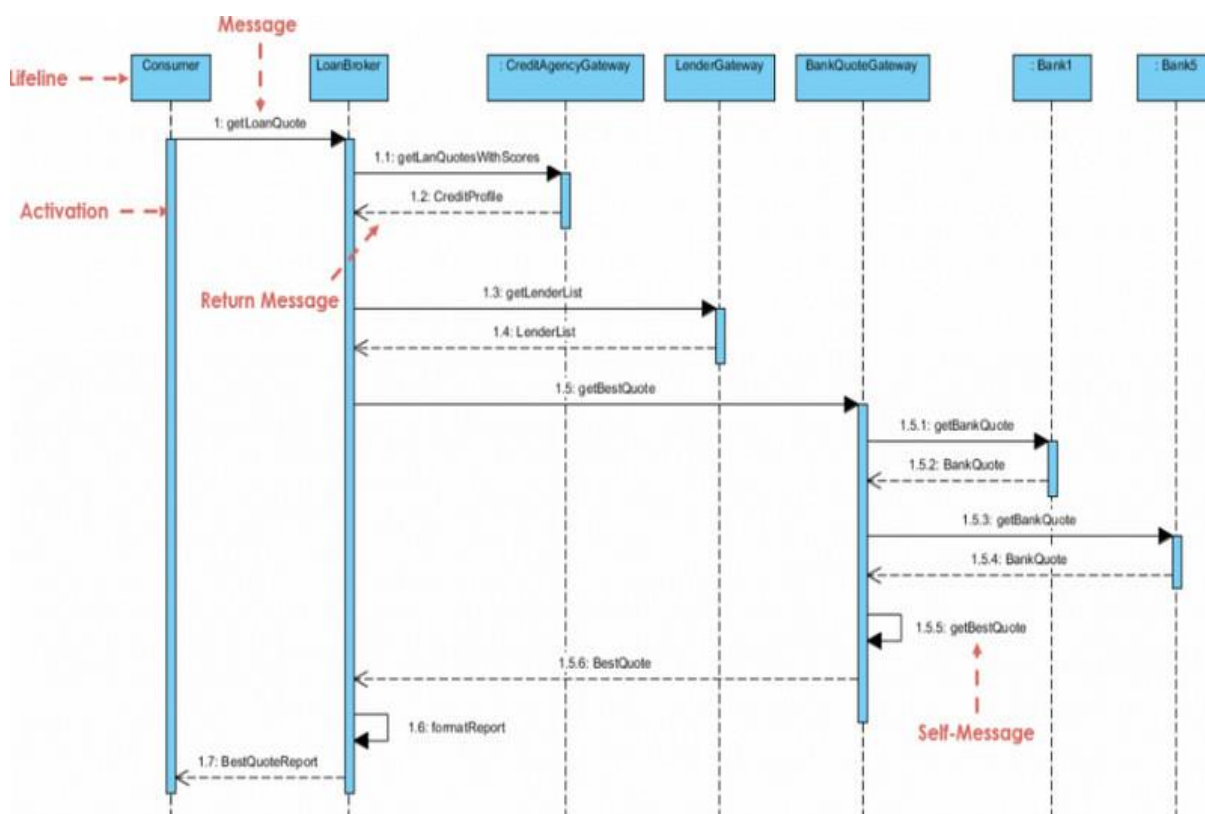 Message
Lifeline
Consumer
LoanBroker
: CreditAgencyGateway
LenderGateway
BankQuoteGateway
: Bank1
: Bank5
1: getLoanQuote
1.1: getLanQuotesWithScores
1.2: CreditProfile
Activation
Return Message
1.3: getLenderList
1.4: LenderList
1.5: getBestQuote
1.5.1: getBankQuote
1.5.2: BankQuote
1.5.3: getBankQuote
1.5.4: BankQuote
1.5.5: getBestQuote
1.5.6: BestQuote
Self-Message
1.6: formatReport
1.7: BestQuoteReport